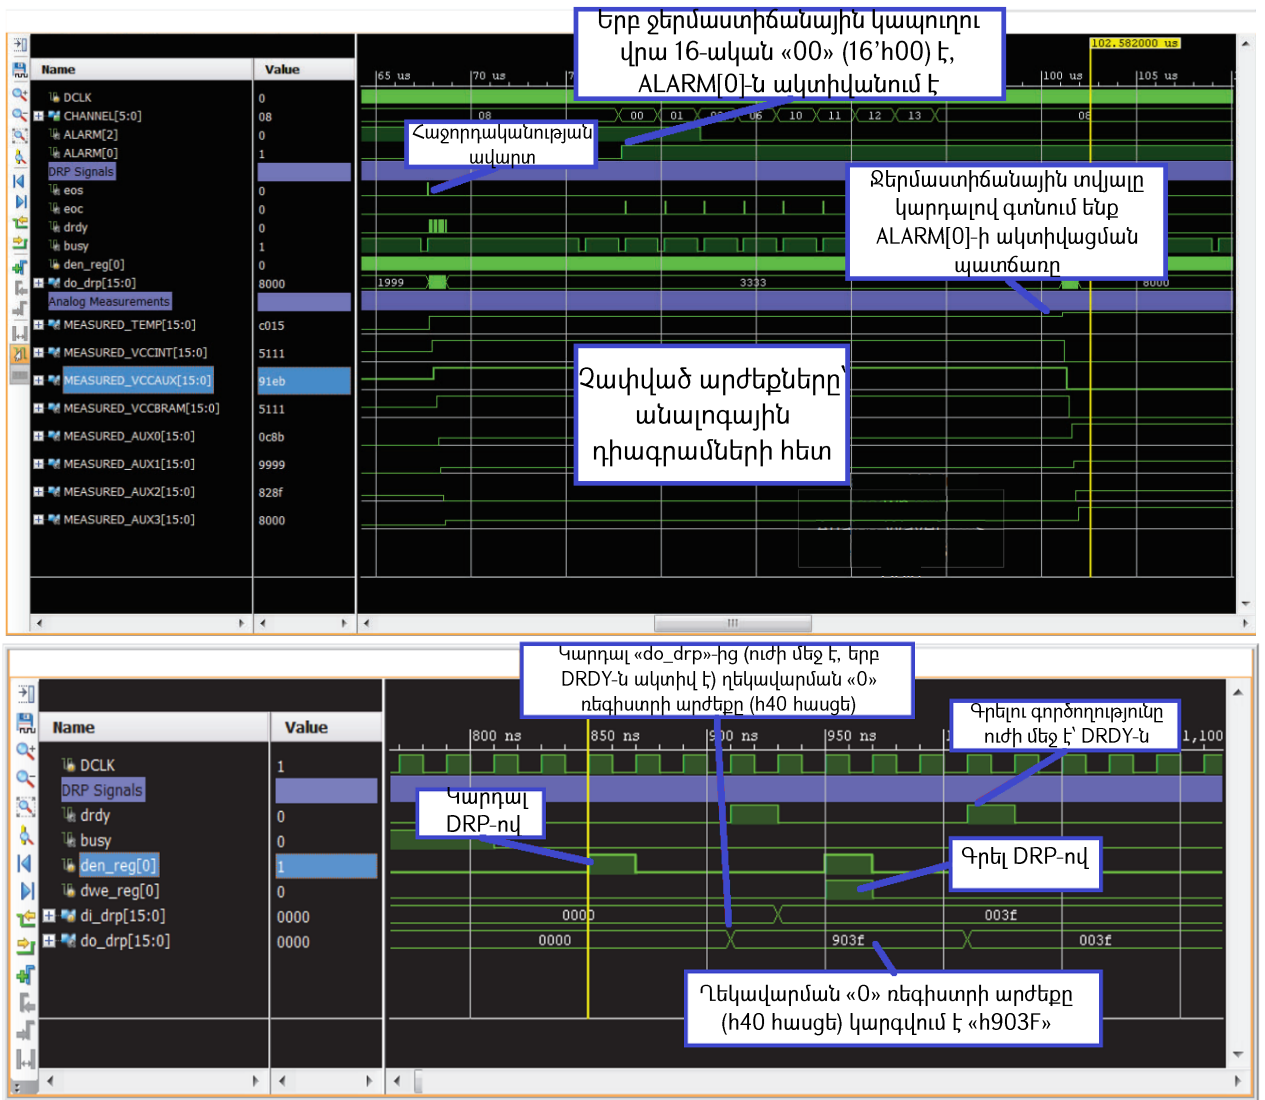 Երբ ջերմաստիճանային կապուղու
վրա 16-ական «00» (16’h00) է,
ALARM[0]-ն ակտիվանում է
102.582000 us
Name
Value
65 us
70 us
100 us
105 us
DCLK
0
CHANNEL[5:0]
08
08
00
01
06
10
11
12
13
08
ALARM[2]
0
ALARM[0]
1
Հաջորդականության
ավարտ
DRP Signals
eos
0
eoc
0
drdy
0
busy
1
den_reg[0]
0
do_drp[15:0]
8000
1999
3333
8000
Ջերմաստիճանային տվյալը
կարդալով գտնում ենք
ALARM[0]-ի ակտիվացման
պատճառը
Analog Measurements
MEASURED_TEMP[15:0]
c015
MEASURED_VCCINT[15:0]
5111
MEASURED_VCCAUX[15:0]
91eb
MEASURED_VCCBRAM[15:0]
5111
MEASURED_AUX0[15:0]
0c8b
MEASURED_AUX1[15:0]
9999
MEASURED_AUX2[15:0]
828f
MEASURED_AUX3[15:0]
8000
Չափված արժեքները՝
անալոգային
դիագրամների հետ
Կարդալ «do_drp»-ից (ուժի մեջ է, երբ
DRDY-ն ակտիվ է) ղեկավարման «0»
ռեգիստրի արժեքը (h40 հասցե)
Գրելու գործողությունը
ուժի մեջ է՝ DRDY-ն
Name
Value
800 ns
850 ns
900 ns
950 ns
1,100
DCLK
1
DRP Signals
drdy
0
busy
0
den_reg[0]
1
dwe_reg[0]
0
di_drp[15:0]
0000
0000
003f
do_drp[15:0]
0000
0000
903f
003f
Կարդալ
DRP-ով
Գրել DRP-ով
Ղեկավարման «0» ռեգիստրի արժեքը
(h40 հասցե) կարգվում է «h903F»